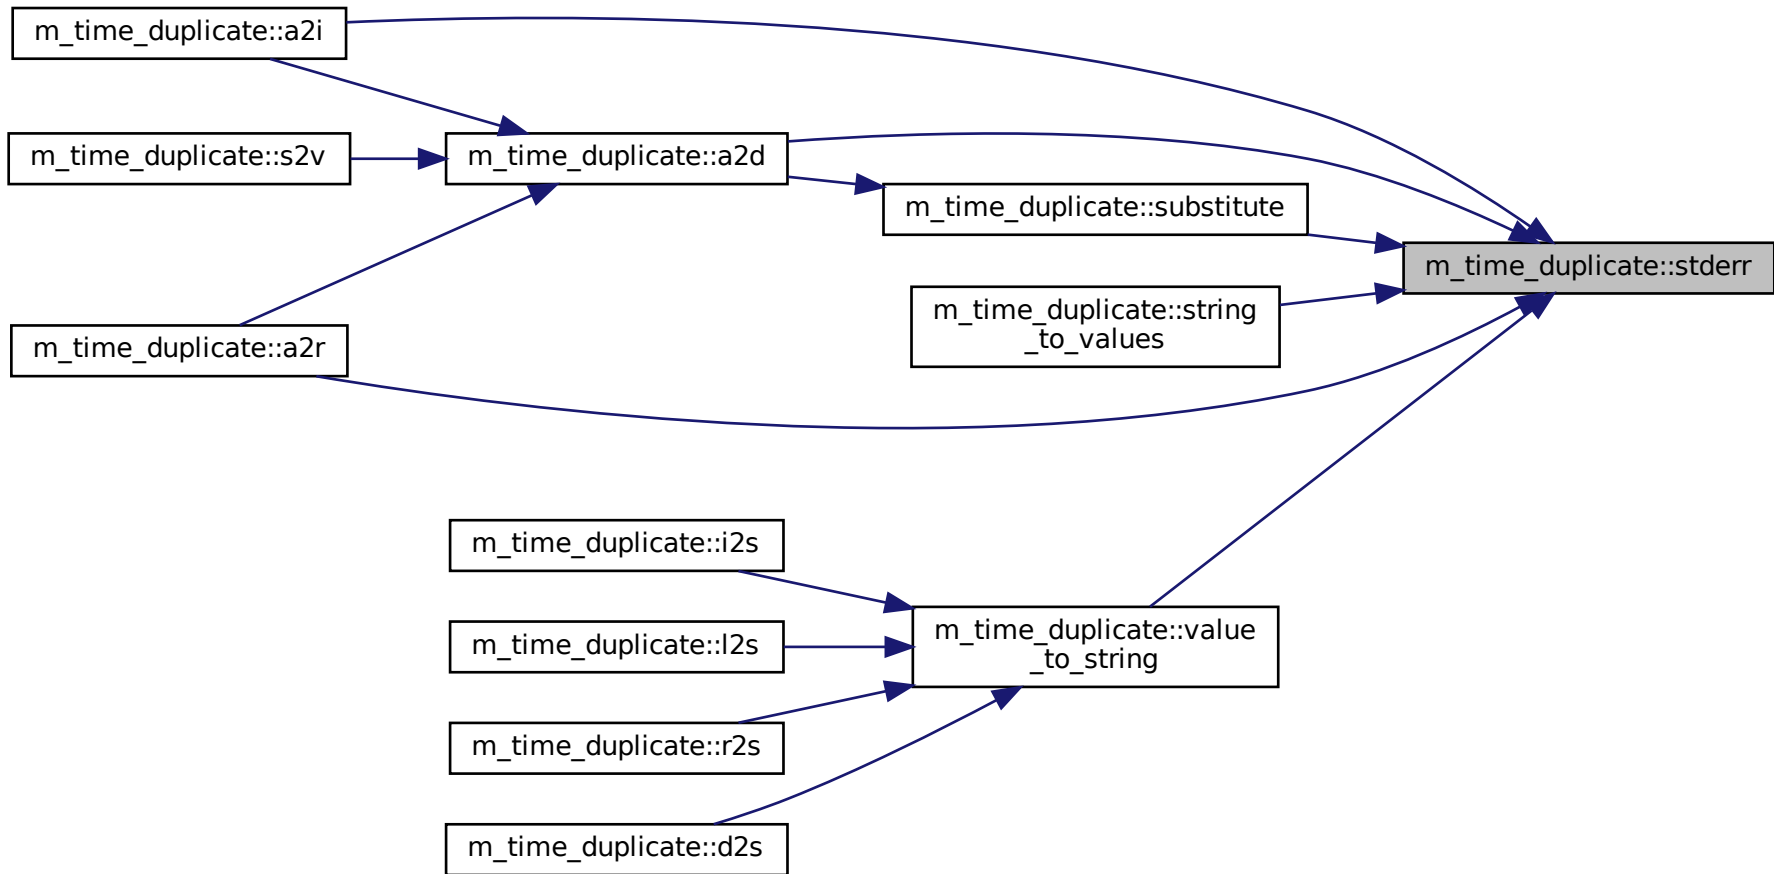 m_time_duplicate::a2i
m_time_duplicate::s2v
m_time_duplicate::a2d
m_time_duplicate::substitute
m_time_duplicate::stderr
m_time_duplicate::string
_to_values
m_time_duplicate::a2r
m_time_duplicate::i2s
m_time_duplicate::value
_to_string
m_time_duplicate::l2s
m_time_duplicate::r2s
m_time_duplicate::d2s